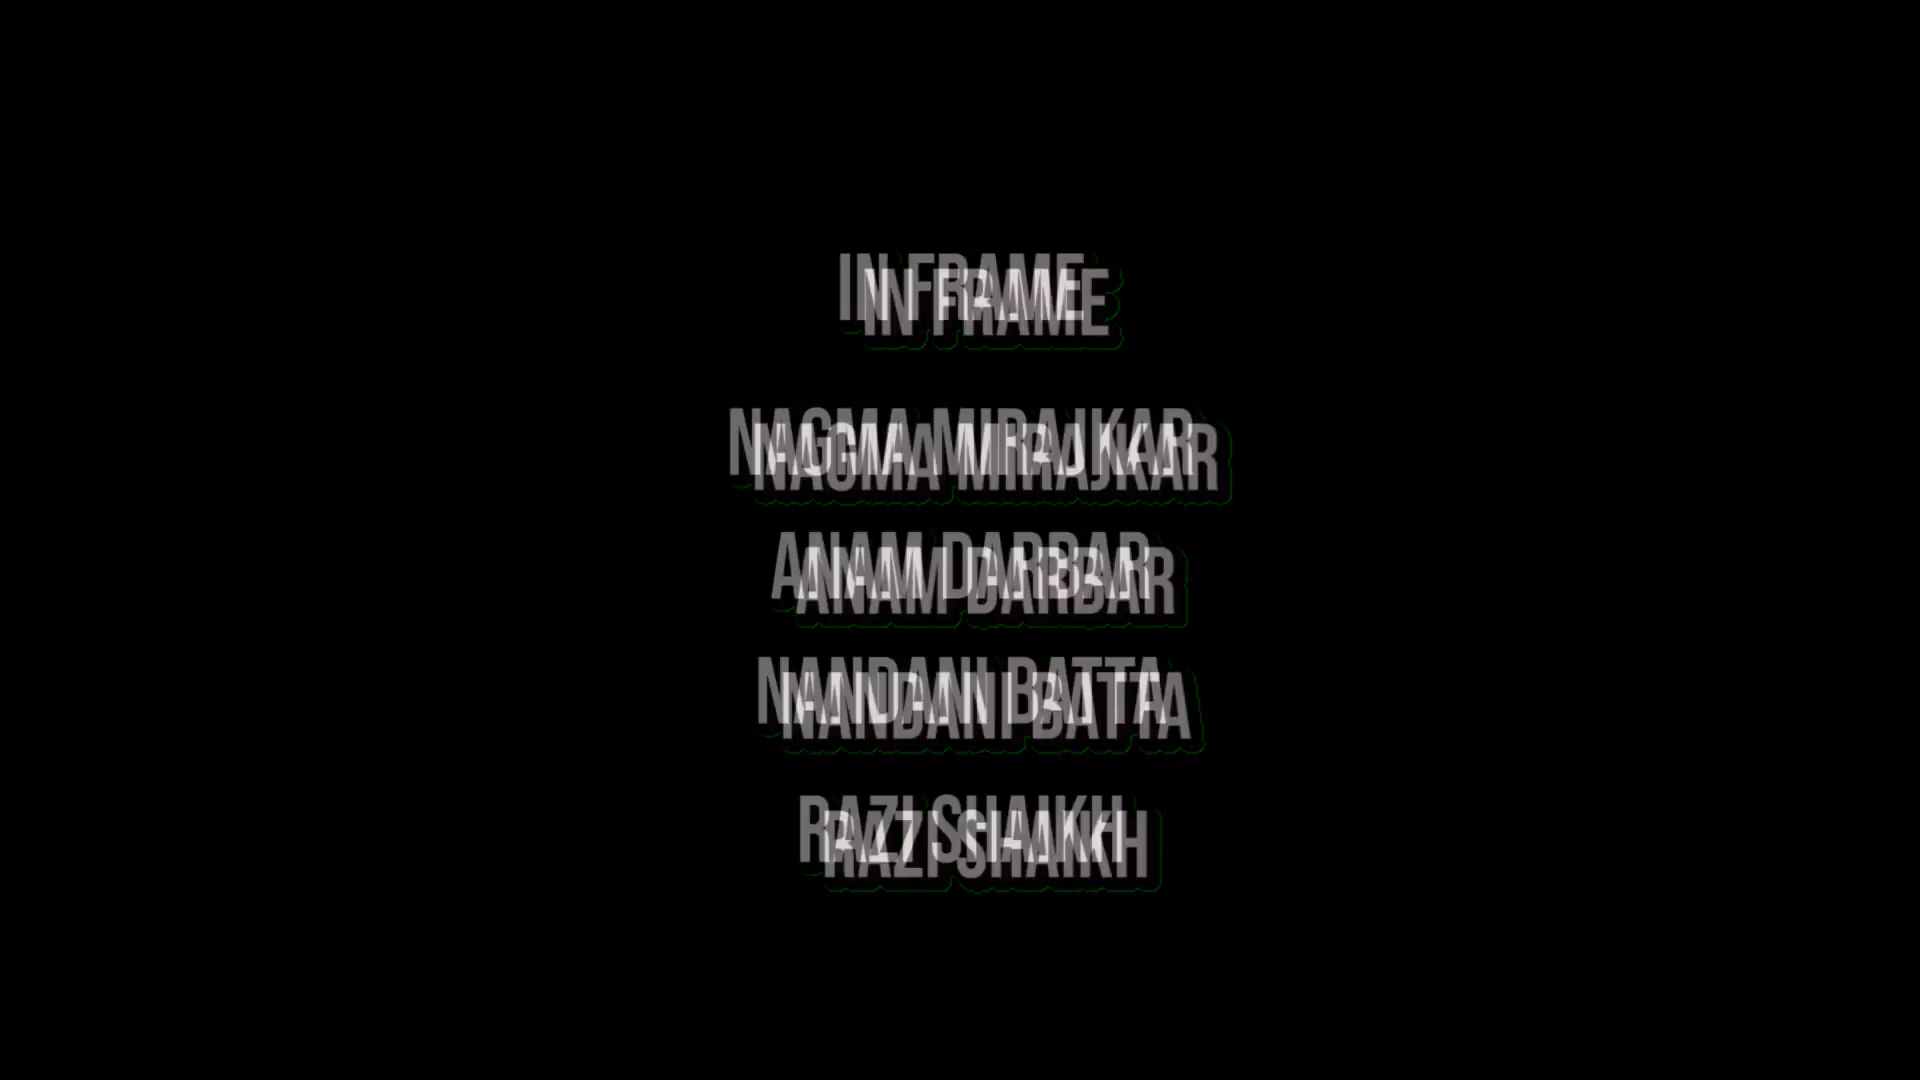 IN FRAME
NAGMA MIRAJKAR
ANAM DARBAR
NANDANI BATTA
RAZI SHAIKH